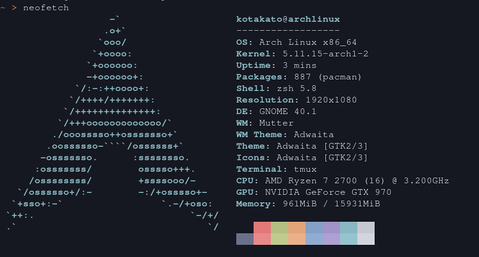 ~ > neofetch
kotakato@archlinux
------------------
OS: Arch Linux x86_64
Kernel: 5.11.15-arch1-2
Uptime: 3 mins
Packages: 887 (pacman)
Shell: zsh 5.8
Resolution: 1920x1080
DE: GNOME 40.1
WM: Mutter
WM Theme: Adwaita
Theme: Adwaita [GTK2/3]
Icons: Adwaita [GTK2/3]
Terminal: tmux
CPU: AMD Ryzen 7 2700 (16) @ 3.200GHz
GPU: NVIDIA GeForce GTX 970
Memory: 961MiB / 15931MiB